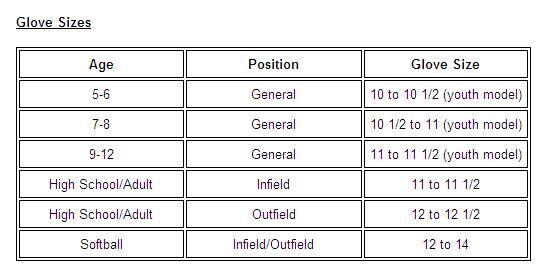 Glove Sizes
Age Position Glove Size
5-6 General 10 to 10 1/2 (youth model)
7-8 General 10 1/2 to 11 (youth model)
9-12 General 11 to 11 1/2 (youth model)
High School/Adult Infield 11 to 11 1/2
High School/Adult Outfield 12 to 12 1/2
Softball Infield/Outfield 12 to 14